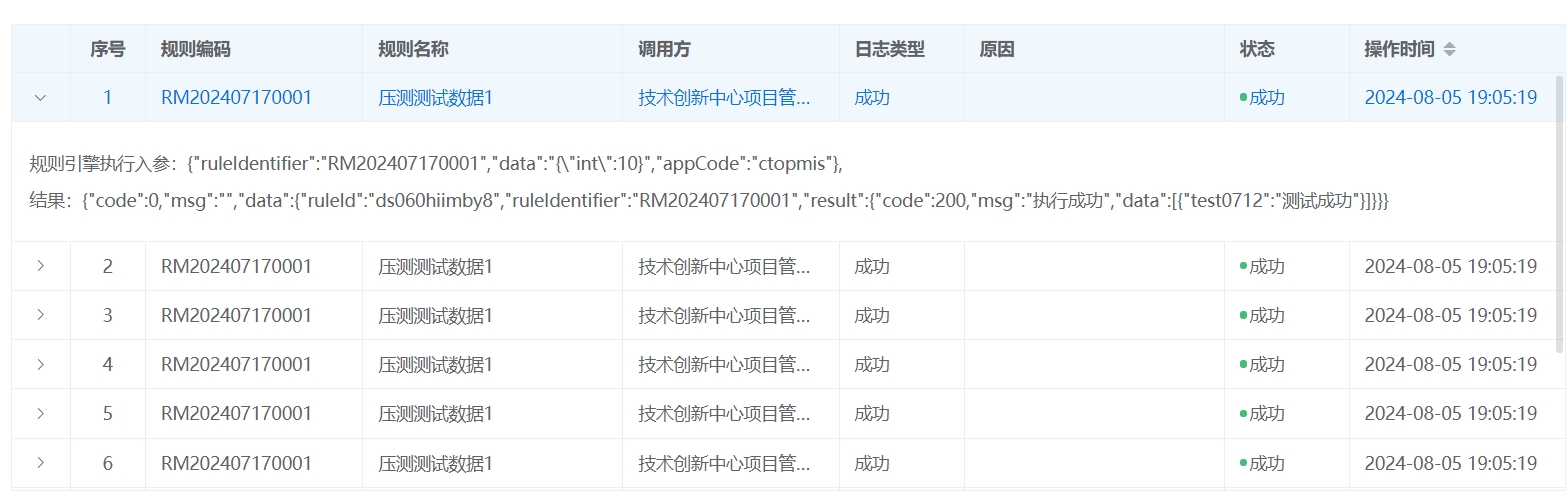 序号 规则编码 规则名称 调用方 日志类型 原因 状态 操作时间
1 RM202407170001 压测测试数据1 技术创新中心项目管... 成功 成功 2024-08-05 19:05:19
规则引擎执行入参：{"ruleIdentifier":"RM202407170001","data":"{\"int\":10}","appCode":"ctopmis"},
结果：{"code":0,"msg":"","data":{"ruleId":"ds060hiimby8","ruleIdentifier":"RM202407170001","result":{"code":200,"msg":"执行成功","data":[{"test0712":"测试成功"}]}}}
2 RM202407170001 压测测试数据1 技术创新中心项目管... 成功 成功 2024-08-05 19:05:19
3 RM202407170001 压测测试数据1 技术创新中心项目管... 成功 成功 2024-08-05 19:05:19
4 RM202407170001 压测测试数据1 技术创新中心项目管... 成功 成功 2024-08-05 19:05:19
5 RM202407170001 压测测试数据1 技术创新中心项目管... 成功 成功 2024-08-05 19:05:19
6 RM202407170001 压测测试数据1 技术创新中心项目管... 成功 成功 2024-08-05 19:05:19